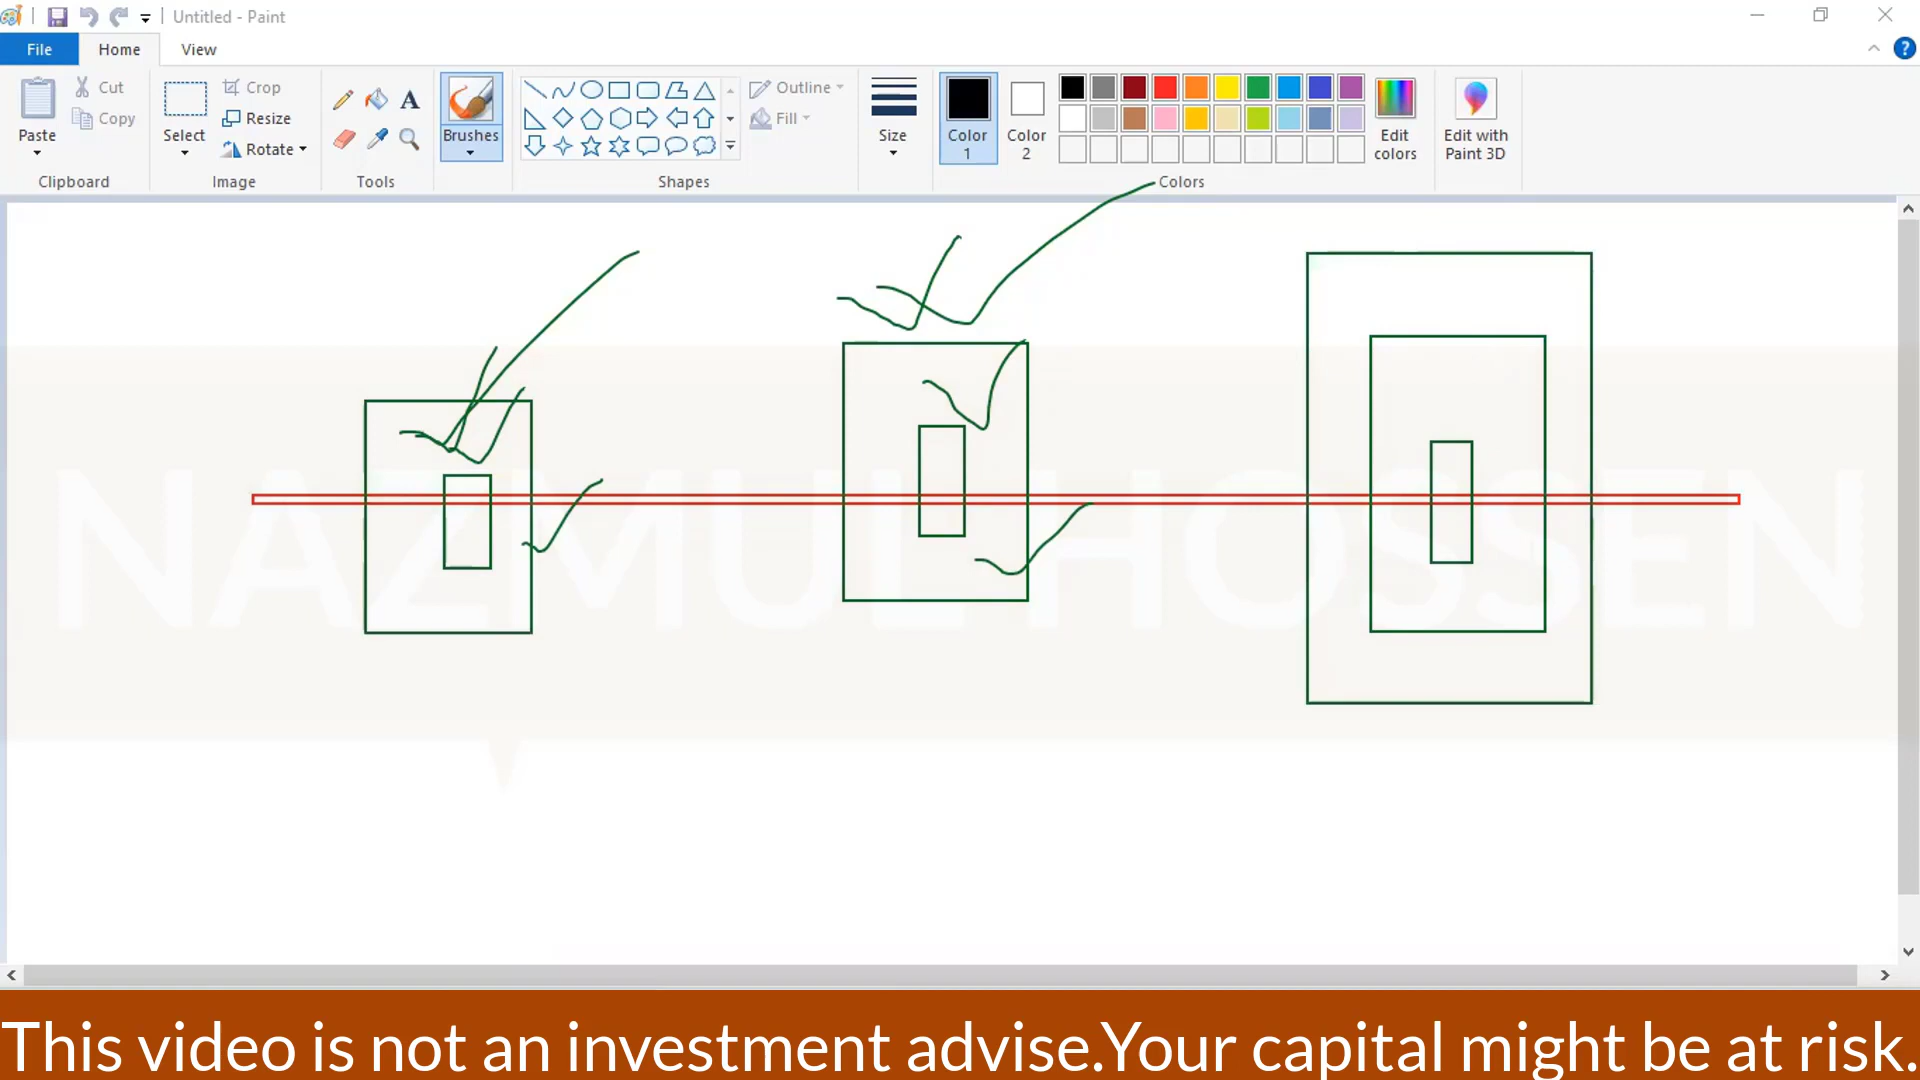 Untitled - Paint
File Home View
Paste Cut Copy Clipboard
Select Crop Resize Rotate Image
Tools
Brushes
Shapes
Outline Fill
Size
Color 1
Color 2
Edit colors
Edit with Paint 3D
Colors
?
NAZMUL HOSSEN
This video is not an investment advise.Your capital might be at risk.